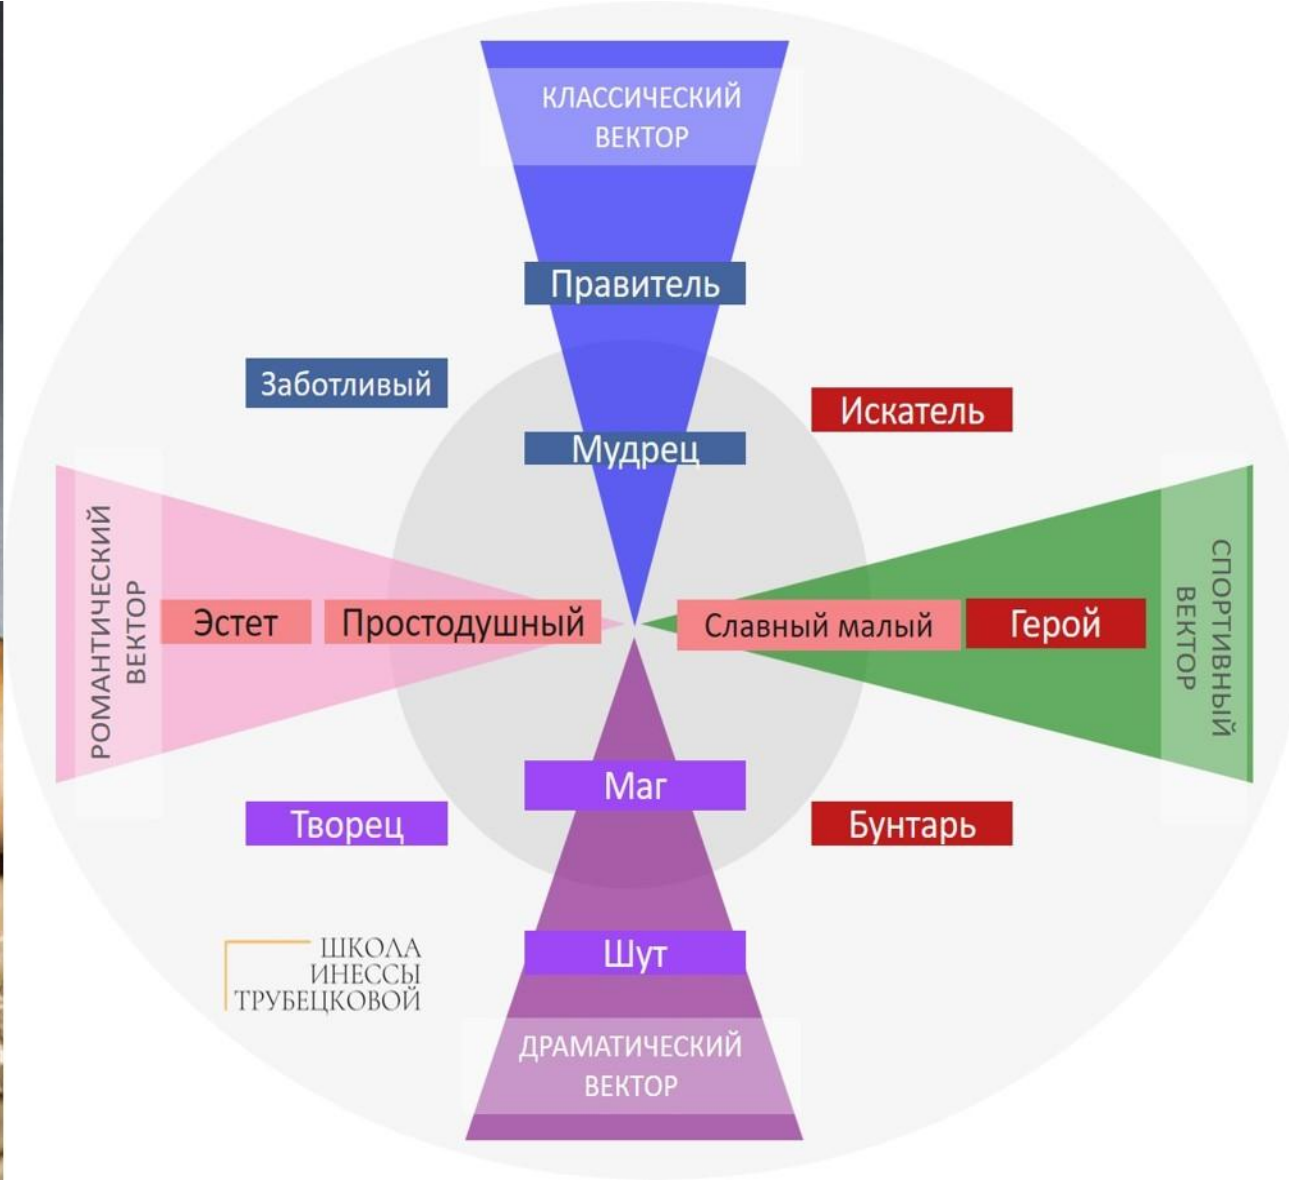 КЛАССИЧЕСКИЙ
ВЕКТОР
Правитель
Заботливый
Искатель
Мудрец
РОМАНТИЧЕСКИЙ
ВЕКТОР
Эстет
Простодушный
Славный малый
Герой
СПОРТИВНЫЙ
ВЕКТОР
Маг
Творец
Бунтарь
Шут
ШКОЛА
ИНЕССЫ
ТРУБЕЦКОВОЙ
ДРАМАТИЧЕСКИЙ
ВЕКТОР